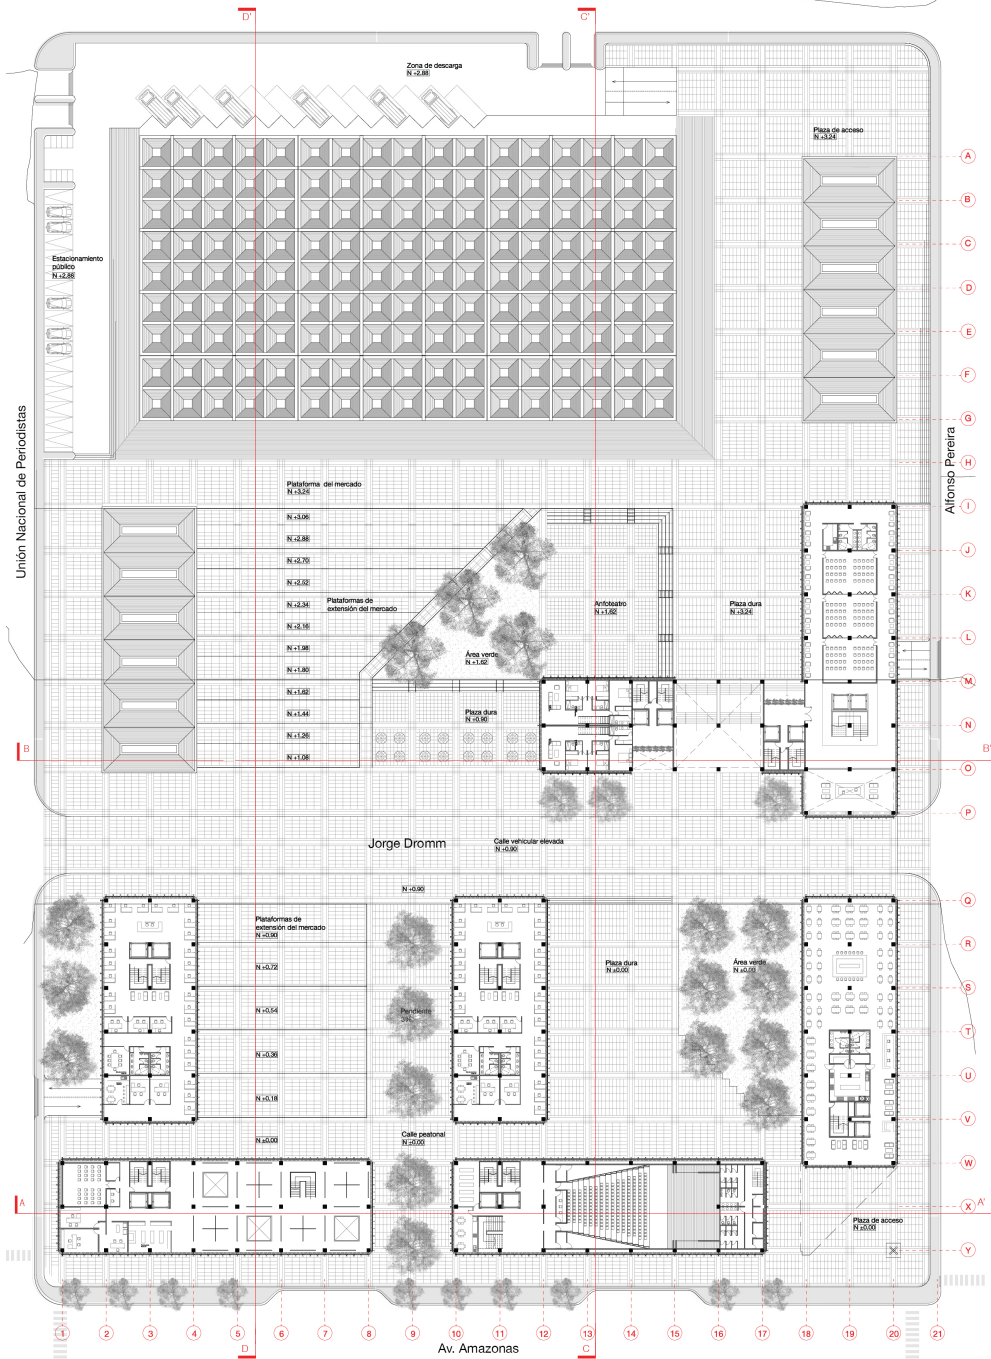 D'
C'
Zona de descarga
N +2.88
Plaza de acceso
N +3.24
A
B
C
D
E
F
G
H
I
J
K
L
M
N
O
P
Q
R
S
T
U
V
W
X
Y
Estacionamiento
público
N +2.88
Unión Nacional de Periodistas
Alfonso Pereira
Plataforma del mercado
N +3.24
N +3.06
N +2.88
N +2.70
N +2.52
N +2.34
N +2.16
N +1.98
N +1.80
N +1.62
N +1.44
N +1.26
N +1.08
Plataformas de
extensión del mercado
Anfoteatro
N +1.62
Plaza dura
N +3.24
Área verde
N +1.62
Plaza dura
N +0.90
B
B'
Jorge Dromm
Calle vehicular elevada
N +0.90
N +0.90
Plataformas de
extensión del mercado
N +0.90
N +0.72
N +0.54
N +0.36
N +0.18
N ±0.00
Pendiente
3%
Plaza dura
N ±0.00
Área verde
N ±0.00
Calle peatonal
N ±0.00
A
A'
Plaza de acceso
N ±0.00
1
2
3
4
5
6
7
8
9
10
11
12
13
14
15
16
17
18
19
20
21
D
C
Av. Amazonas